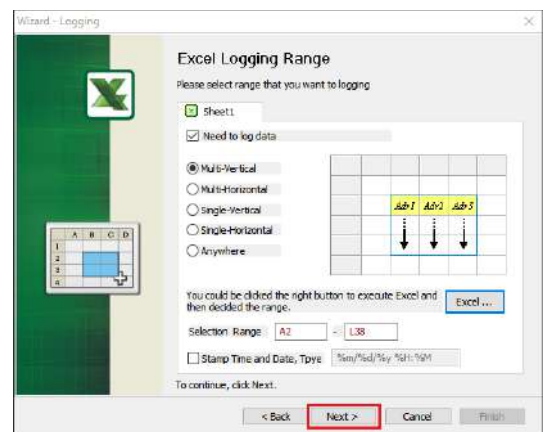 Wizard - Logging
Excel Logging Range
Please select range that you want to logging
Sheet1
Need to log data
Multi-Vertical
Multi-Horizontal
Single-Vertical
Single-Horizontal
Anywhere
Adr1 Adr2 Adr3
A B C D
1
2
3
4
You could be clicked the right button to execute Excel and
then decided the range.
Excel ...
Selection Range A2 - L38
Stamp Time and Date, Tpye %m/%d/%y %H:%M
To continue, click Next.
< Back Next > Cancel Finish